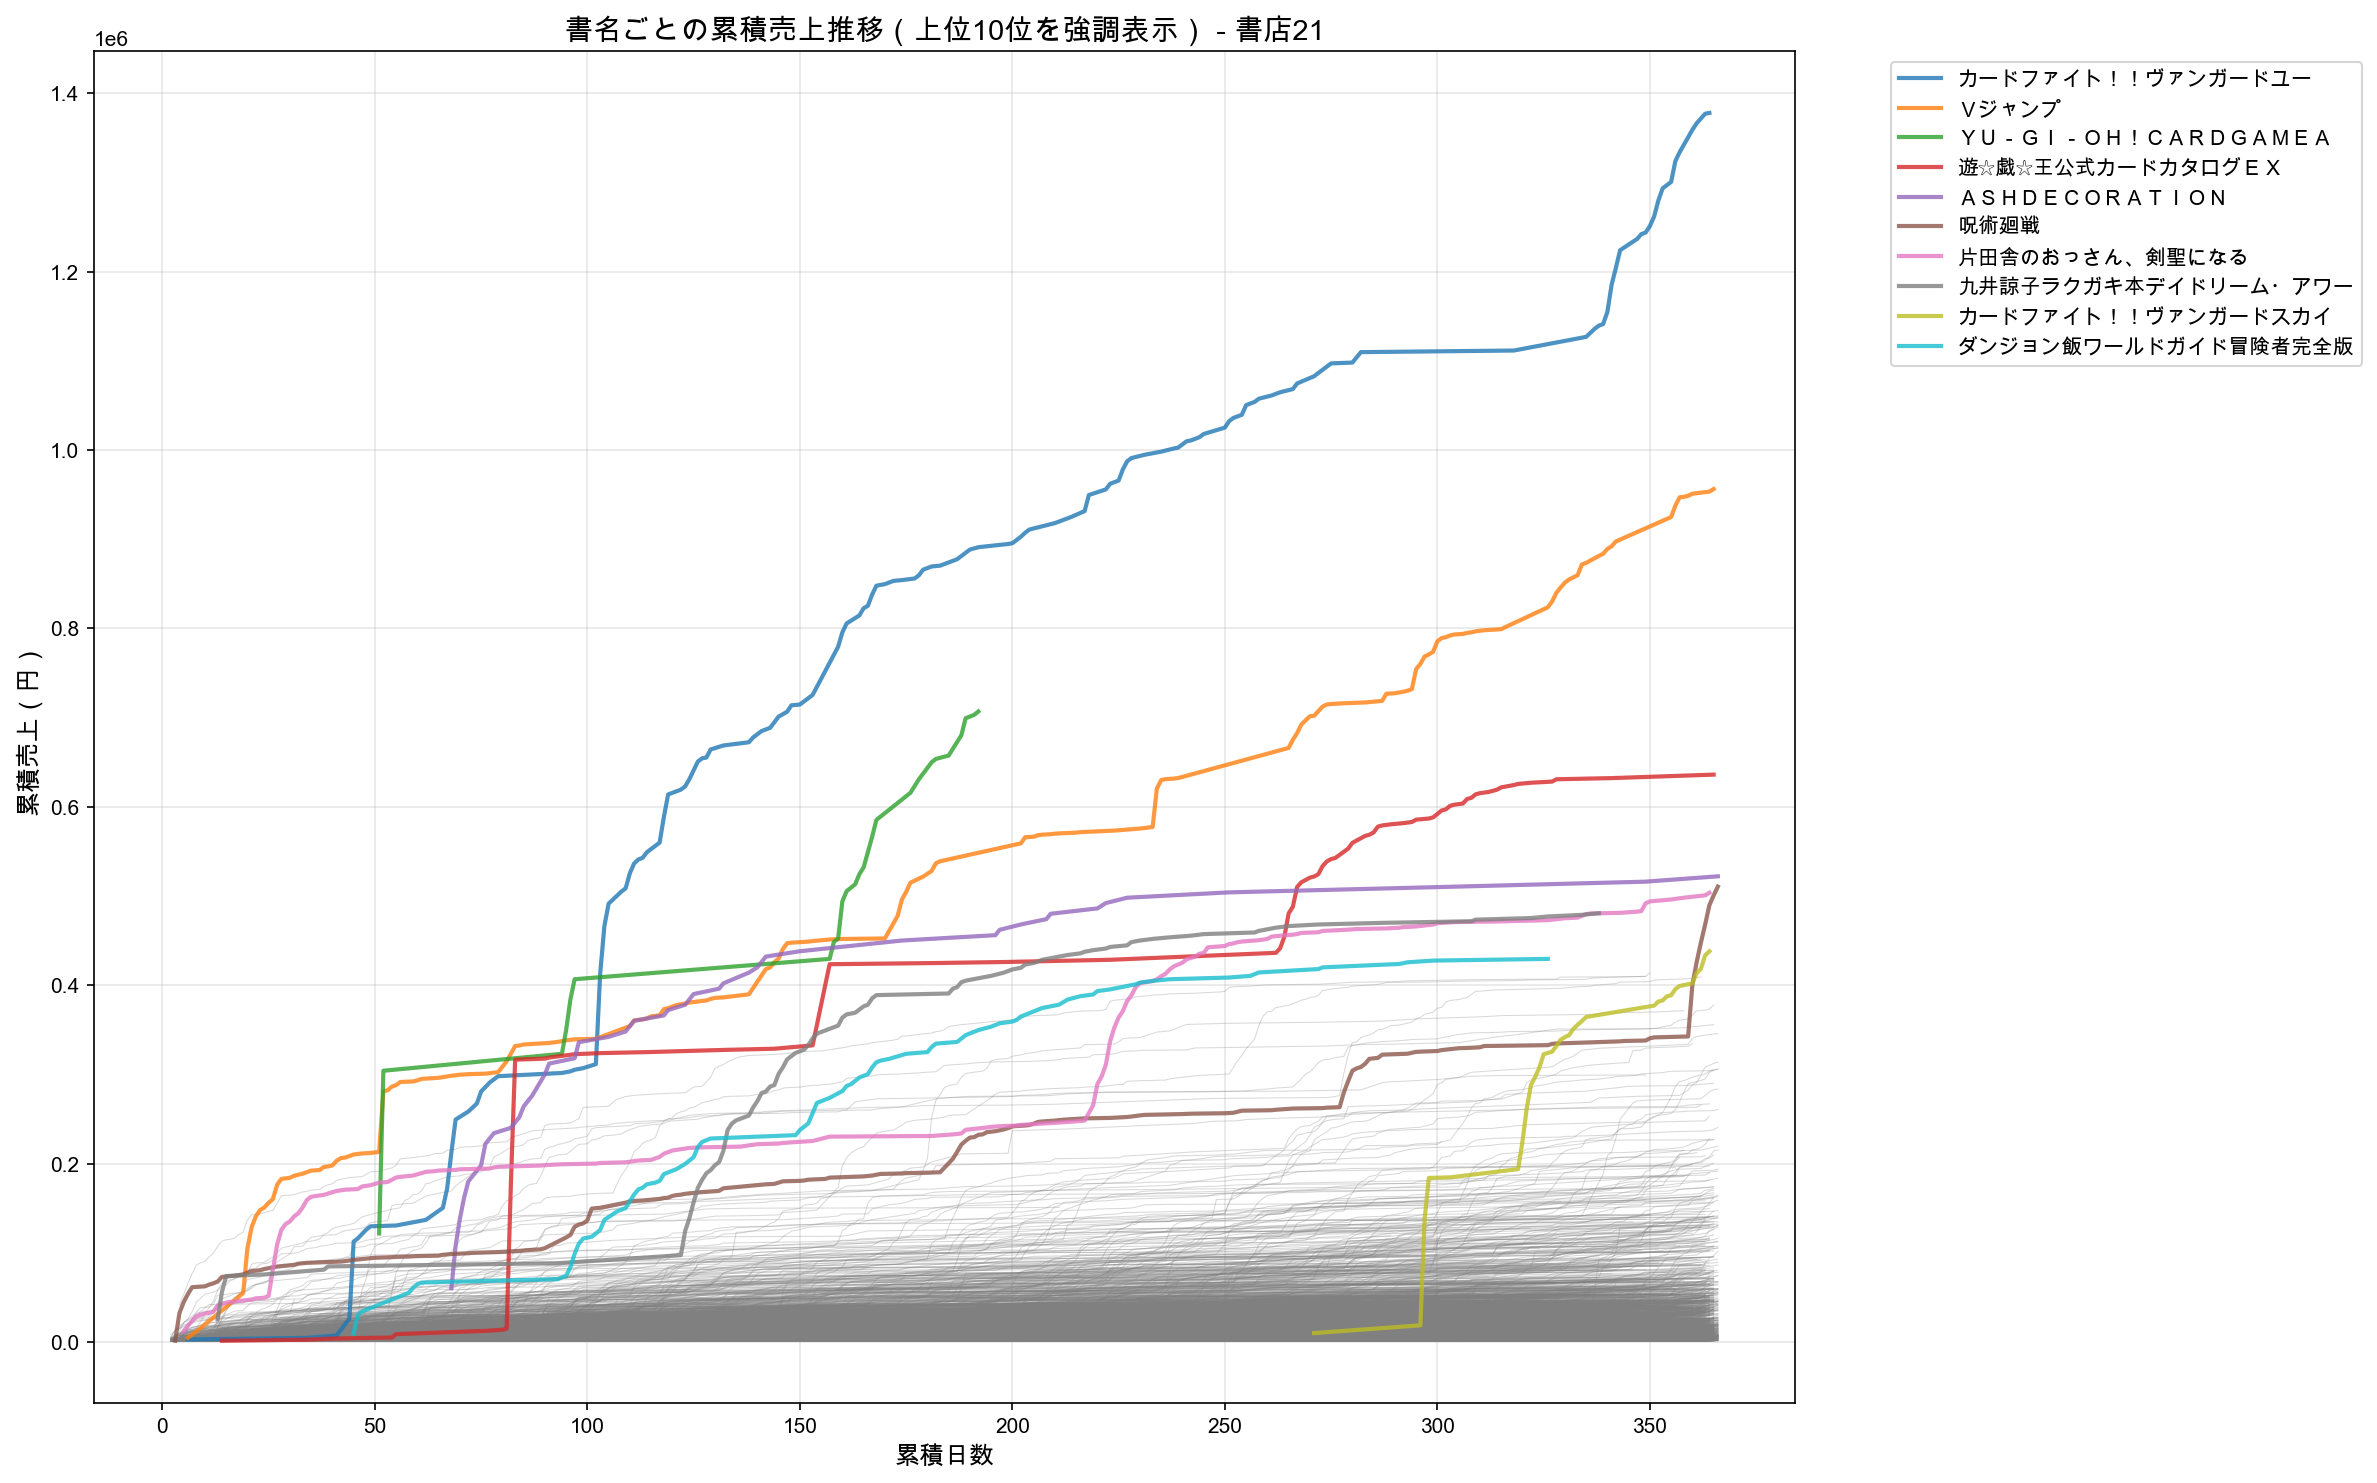 書名ごとの累積売上推移（上位10位を強調表示） - 書店21
1e6
1.4
1.2
1.0
0.8
0.6
0.4
0.2
0.0
累積売上（円）
0 50 100 150 200 250 300 350
累積日数
カードファイト！！ヴァンガードユー
Ｖジャンプ
ＹＵ－ＧＩ－ＯＨ！ＣＡＲＤＧＡＭＥＡ
遊☆戯☆王公式カードカタログＥＸ
ＡＳＨＤＥＣＯＲＡＴＩＯＮ
呪術廻戦
片田舎のおっさん、剣聖になる
九井諒子ラクガキ本デイドリーム・アワー
カードファイト！！ヴァンガードスカイ
ダンジョン飯ワールドガイド冒険者完全版